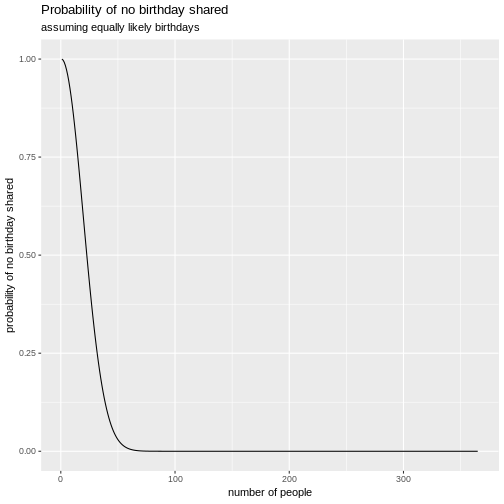 Probability of no birthday shared
assuming equally likely birthdays
probability of no birthday shared
1.00
0.75
0.50
0.25
0.00
0
100
200
300
number of people